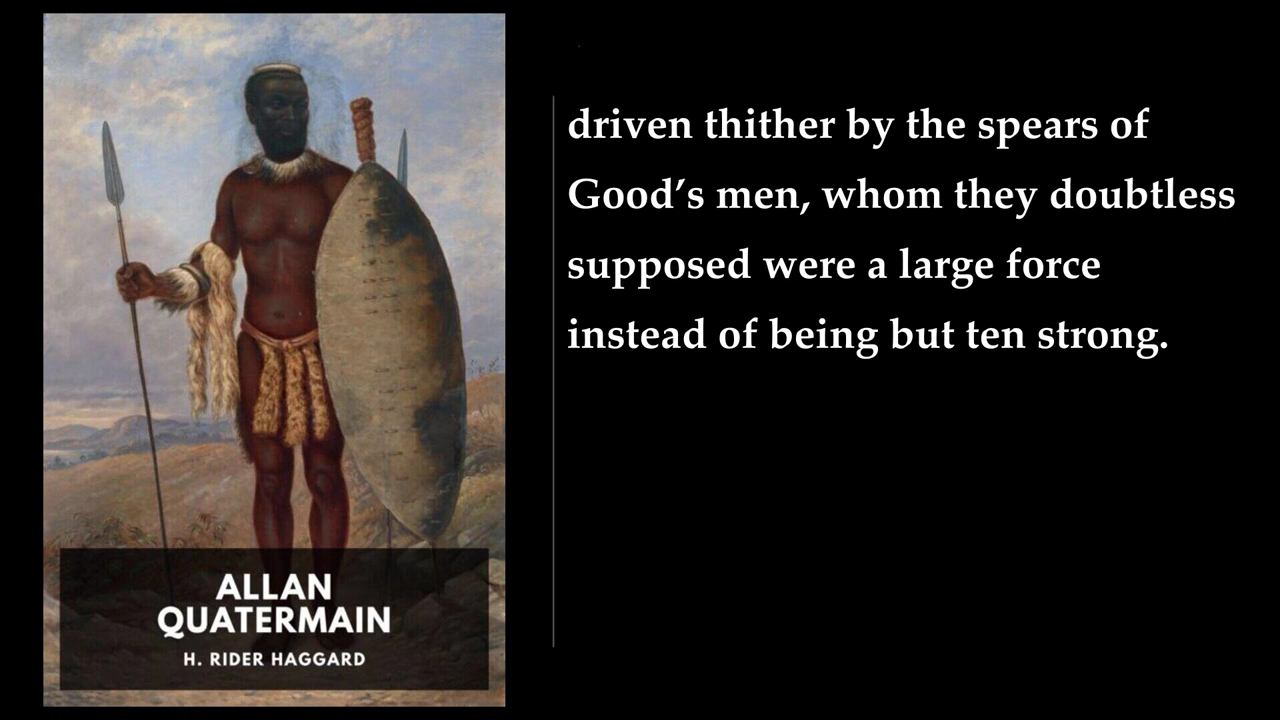 driven thither by the spears of
Good’s men, whom they doubtless
supposed were a large force
instead of being but ten strong.
ALLAN
QUATERMAIN
H. RIDER HAGGARD